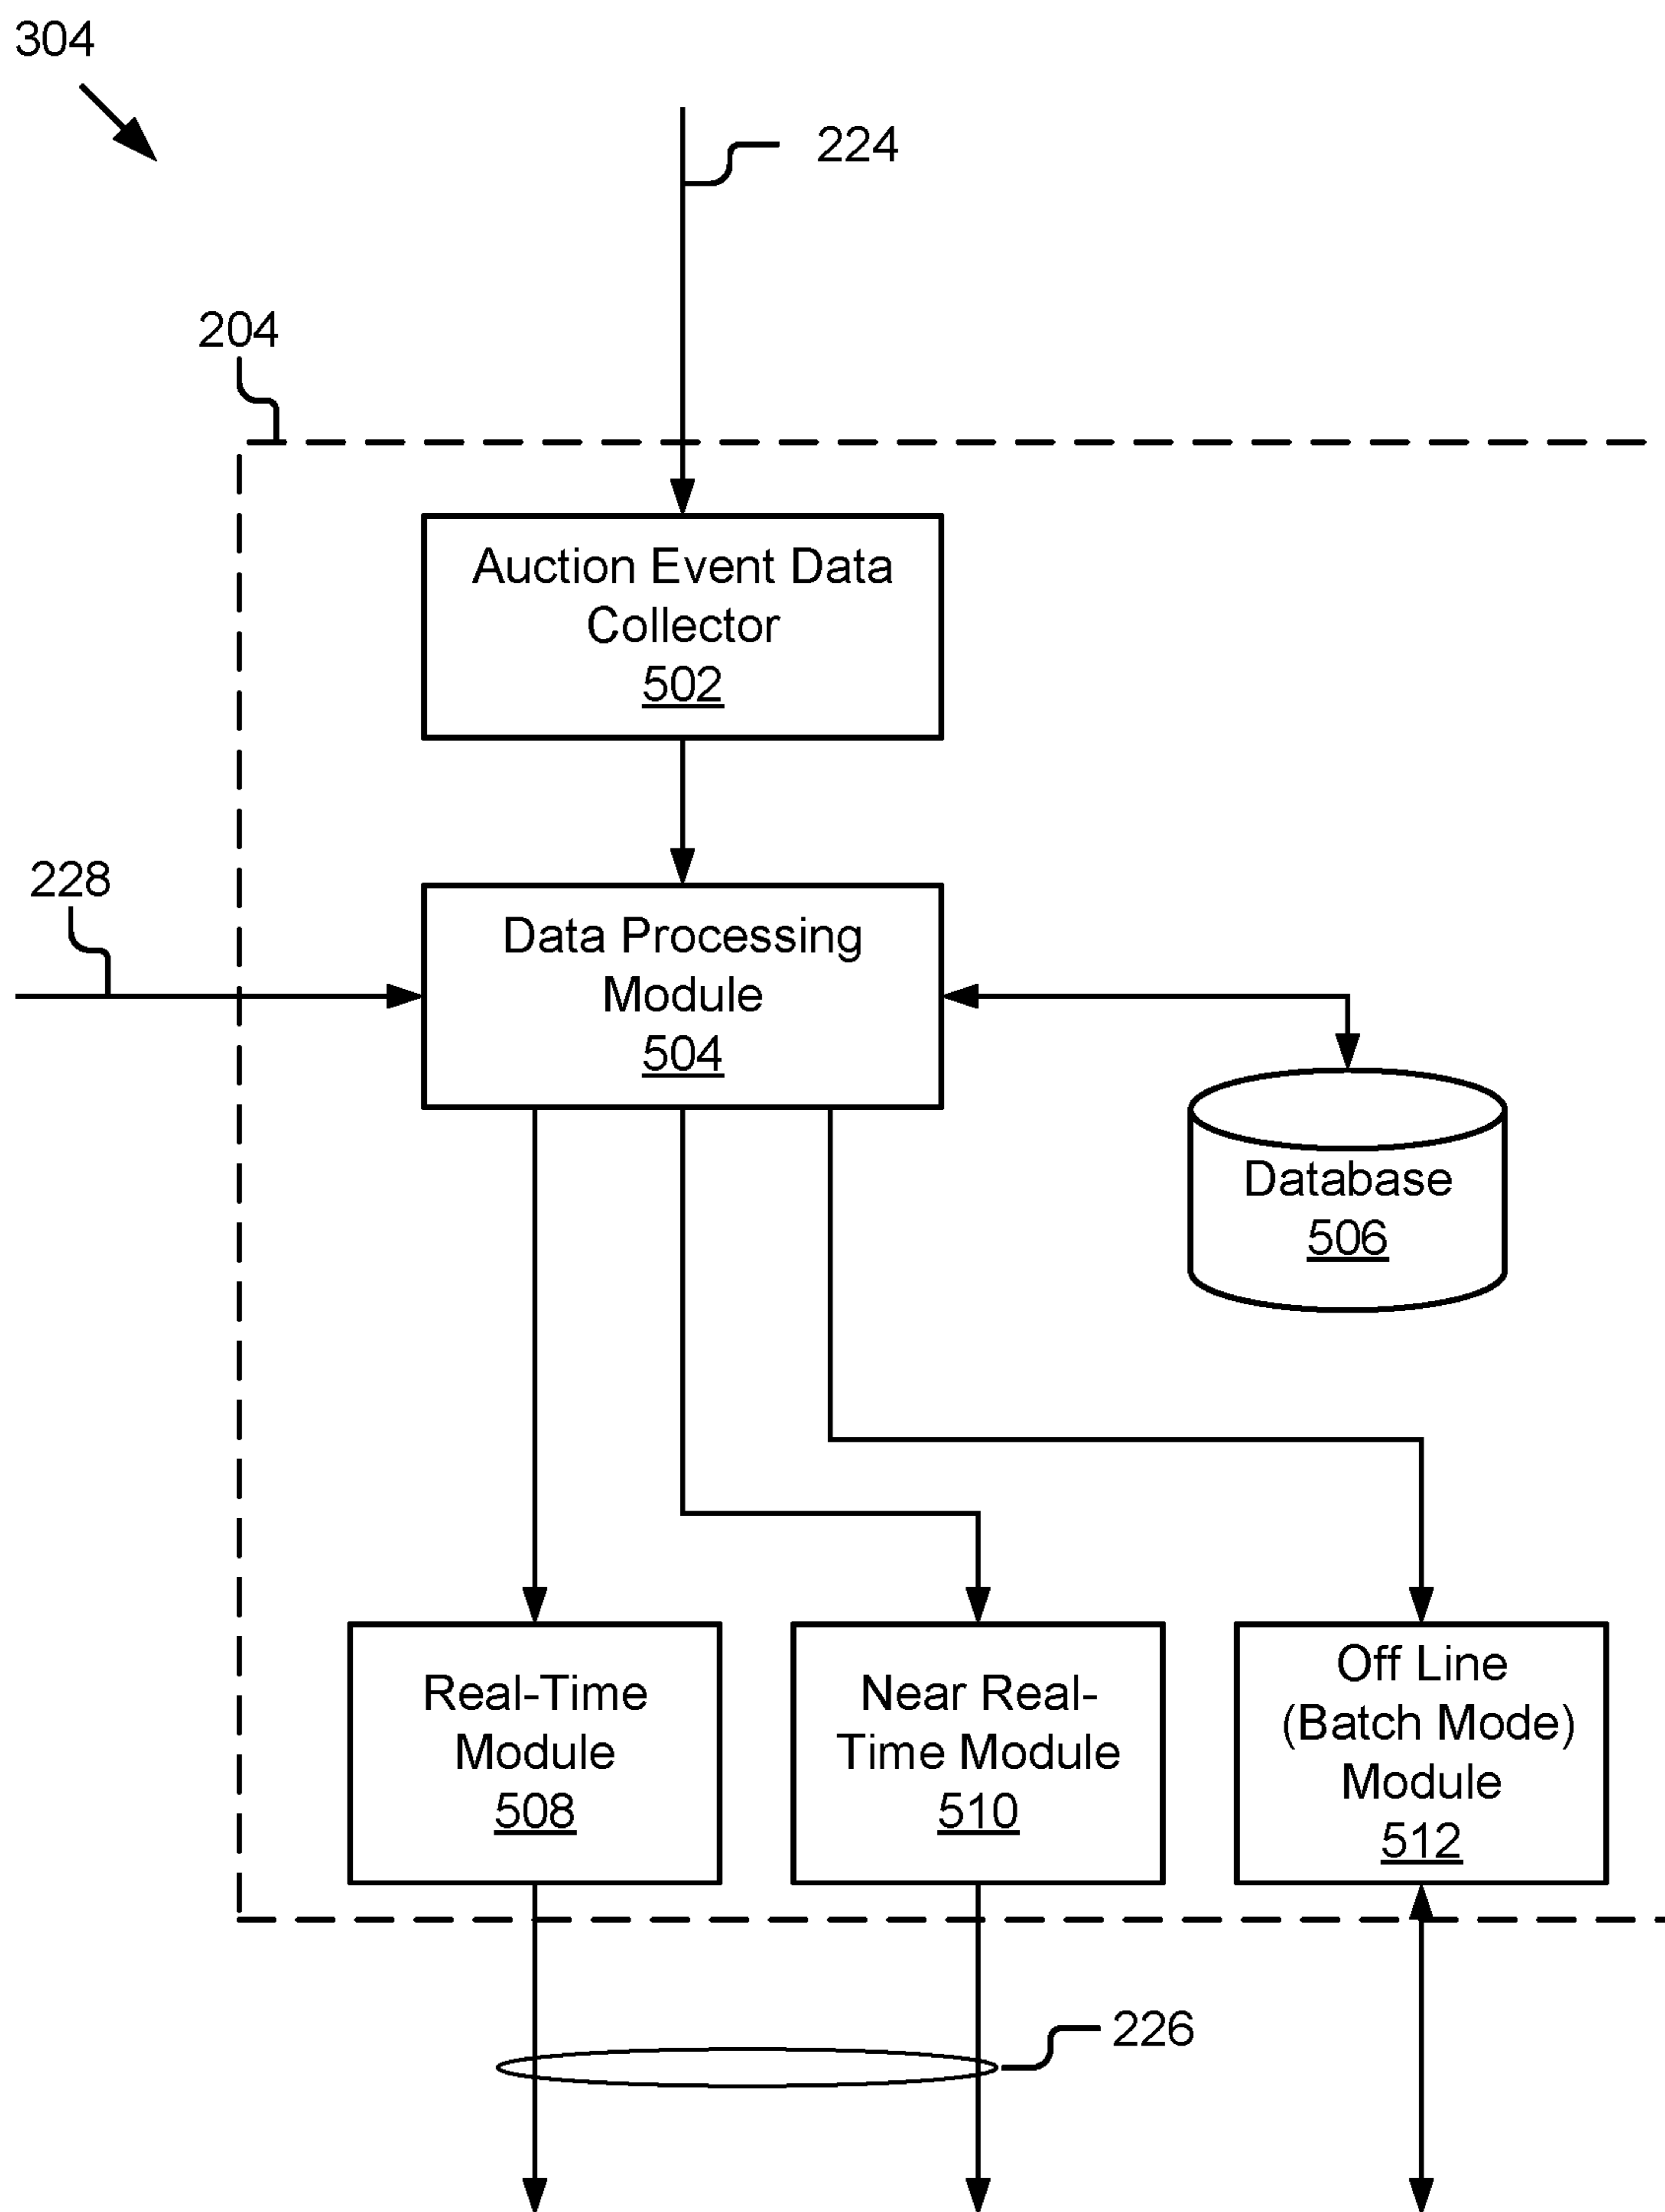 304
224
204
Auction Event Data
Collector
502
228
Data Processing
Module
504
Database
506
Real-Time
Module
508
Near Real-
Time Module
510
Off Line
(Batch Mode)
Module
512
226